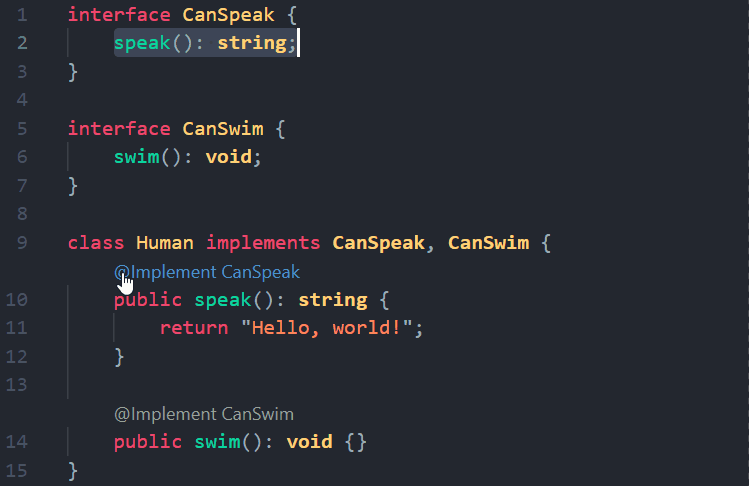 1 interface CanSpeak {
2 speak(): string;
3 }
4
5 interface CanSwim {
6 swim(): void;
7 }
8
9 class Human implements CanSpeak, CanSwim {
@Implement CanSpeak
10 public speak(): string {
11 return "Hello, world!";
12 }
13
@Implement CanSwim
14 public swim(): void {}
15 }